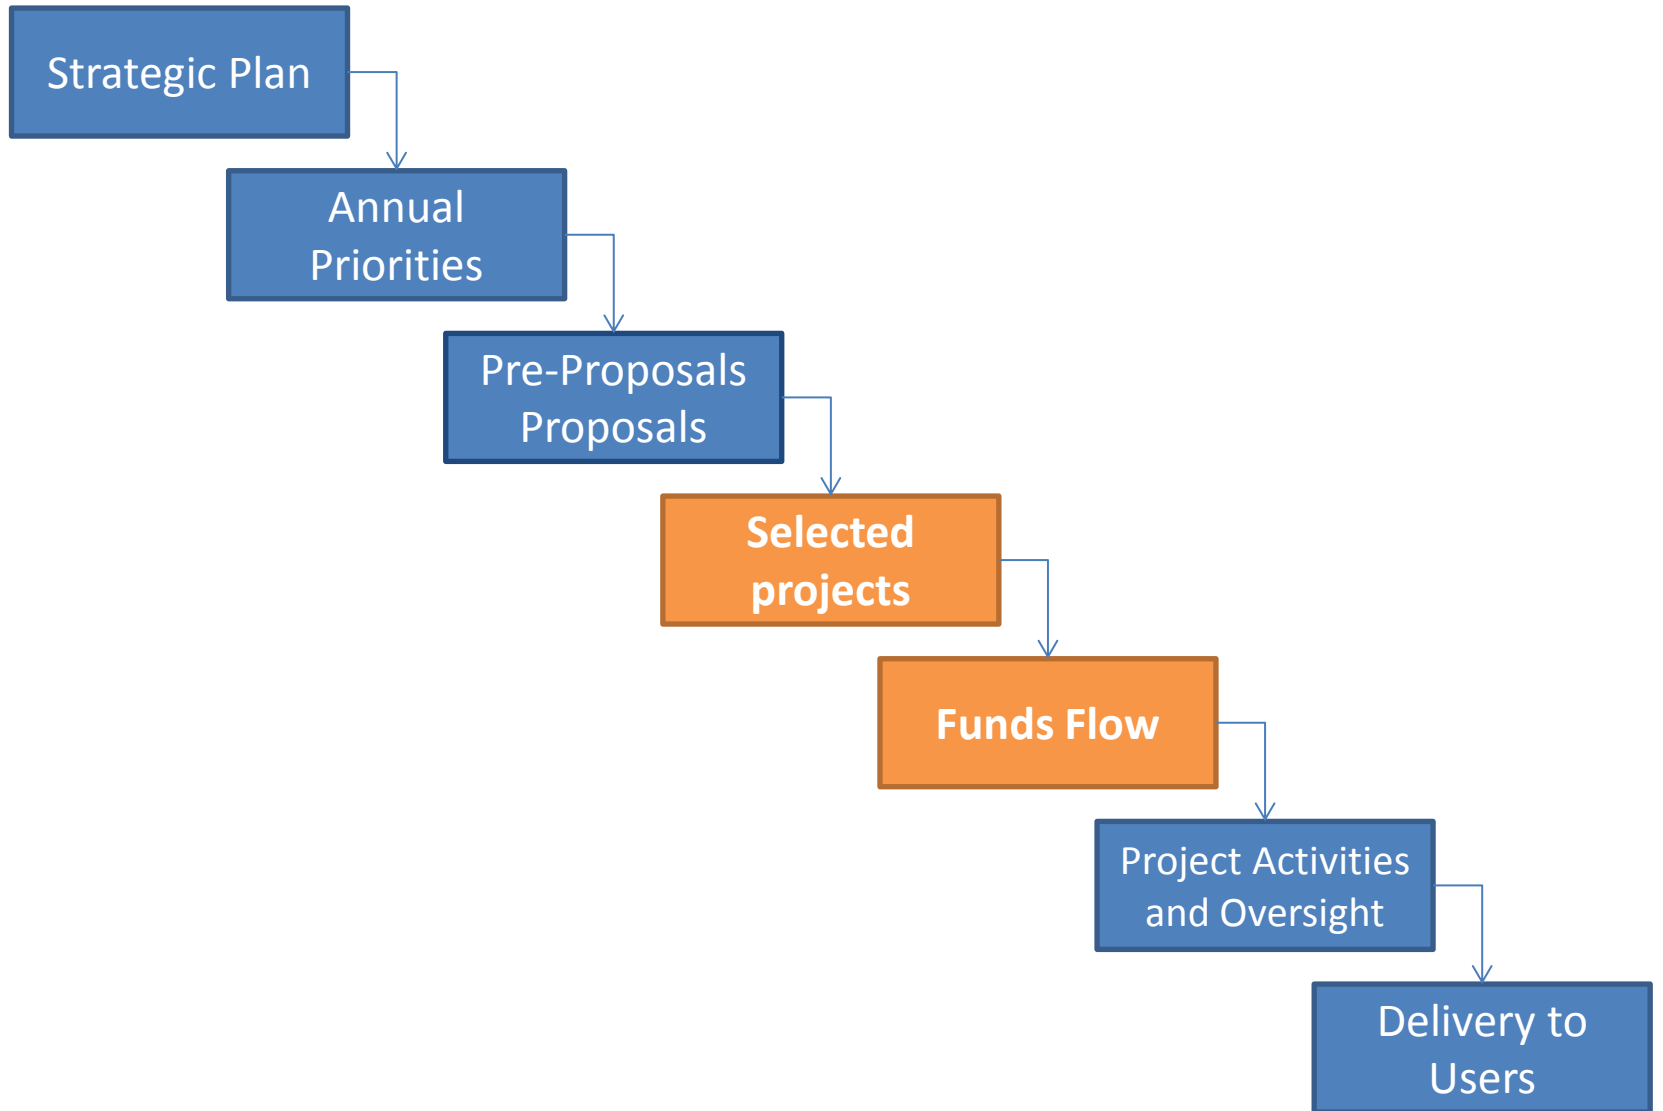 Strategic Plan
Annual
Priorities
Pre-Proposals
Proposals
Selected
projects
Funds Flow
Project Activities
and Oversight
Delivery to
Users